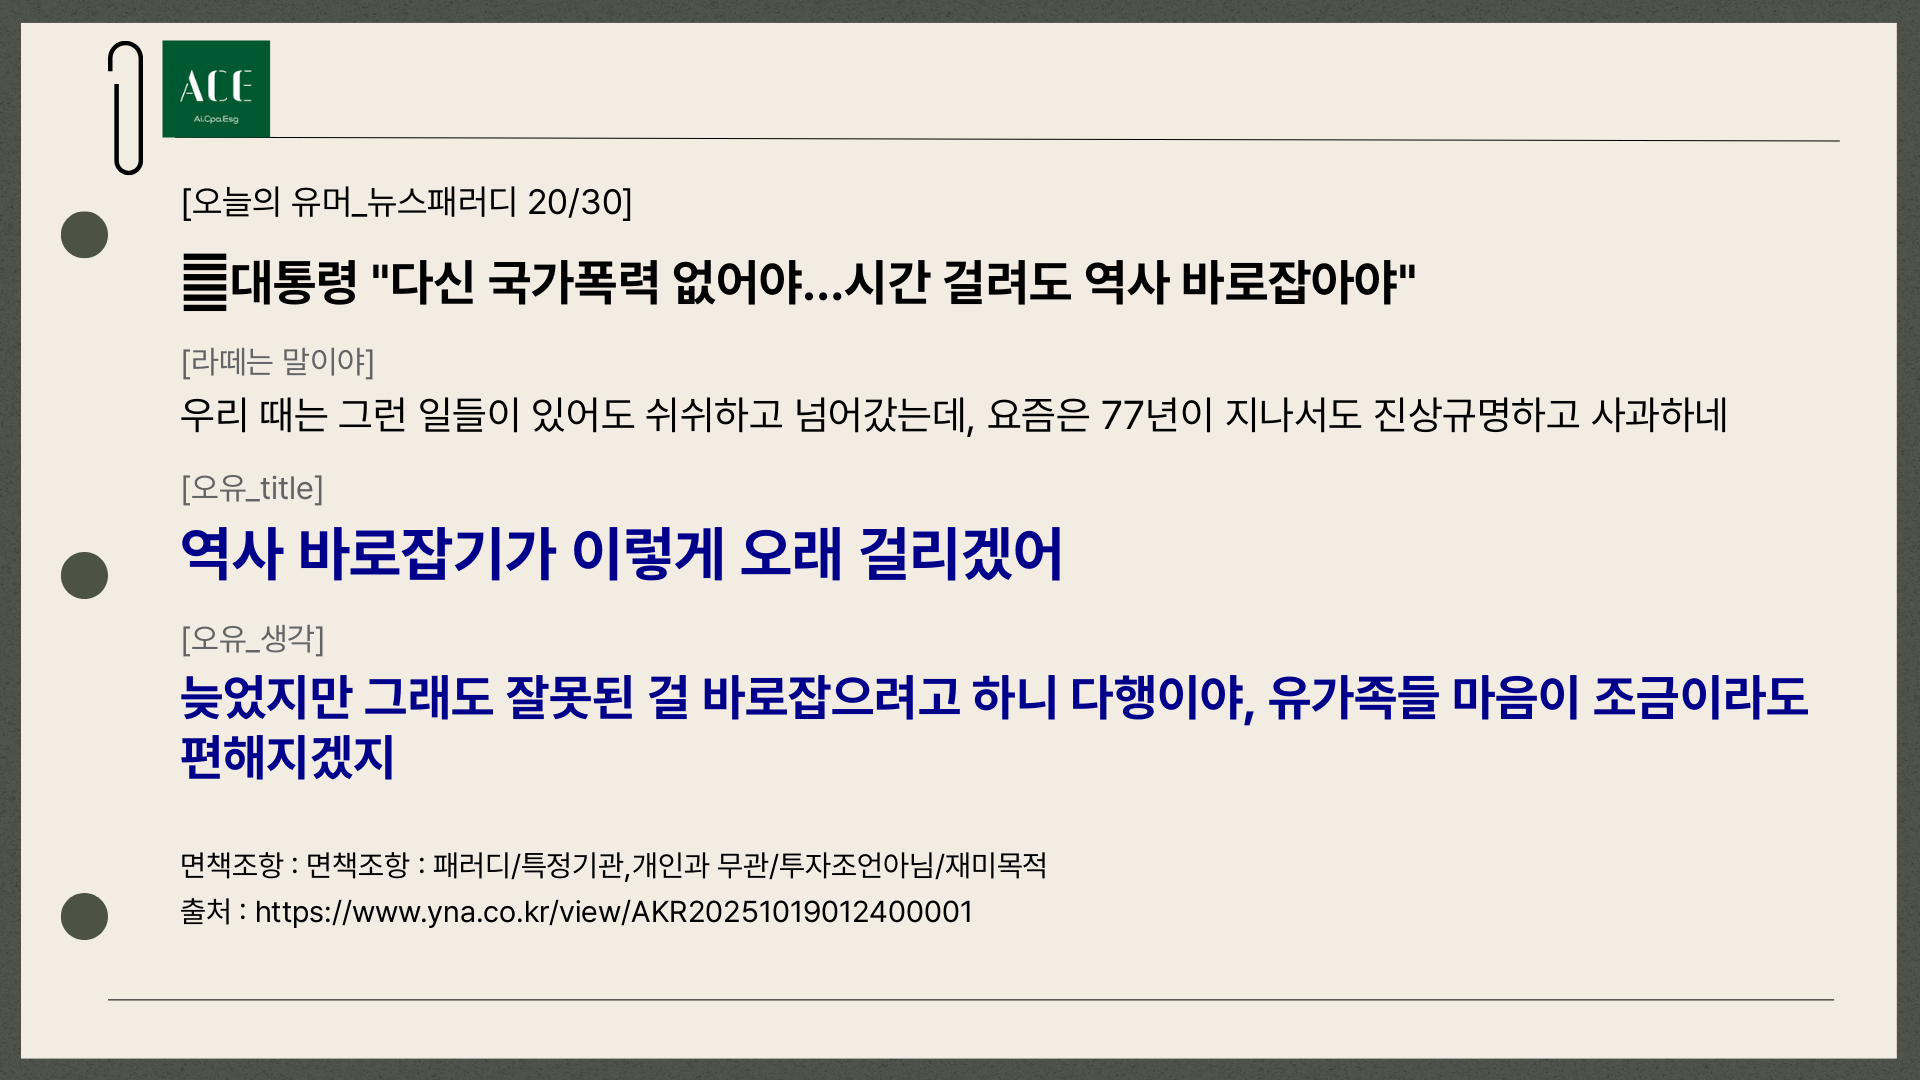 ACE
Ai.Cpa.Esg
[오늘의 유머_뉴스패러디 20/30]
대통령 "다신 국가폭력 없어야…시간 걸려도 역사 바로잡아야"
[라떼는 말이야]
우리 때는 그런 일들이 있어도 쉬쉬하고 넘어갔는데, 요즘은 77년이 지나서도 진상규명하고 사과하네
[오유_title]
역사 바로잡기가 이렇게 오래 걸리겠어
[오유_생각]
늦었지만 그래도 잘못된 걸 바로잡으려고 하니 다행이야, 유가족들 마음이 조금이라도
편해지겠지
면책조항 : 면책조항 : 패러디/특정기관,개인과 무관/투자조언아님/재미목적
출처 : https://www.yna.co.kr/view/AKR20251019012400001